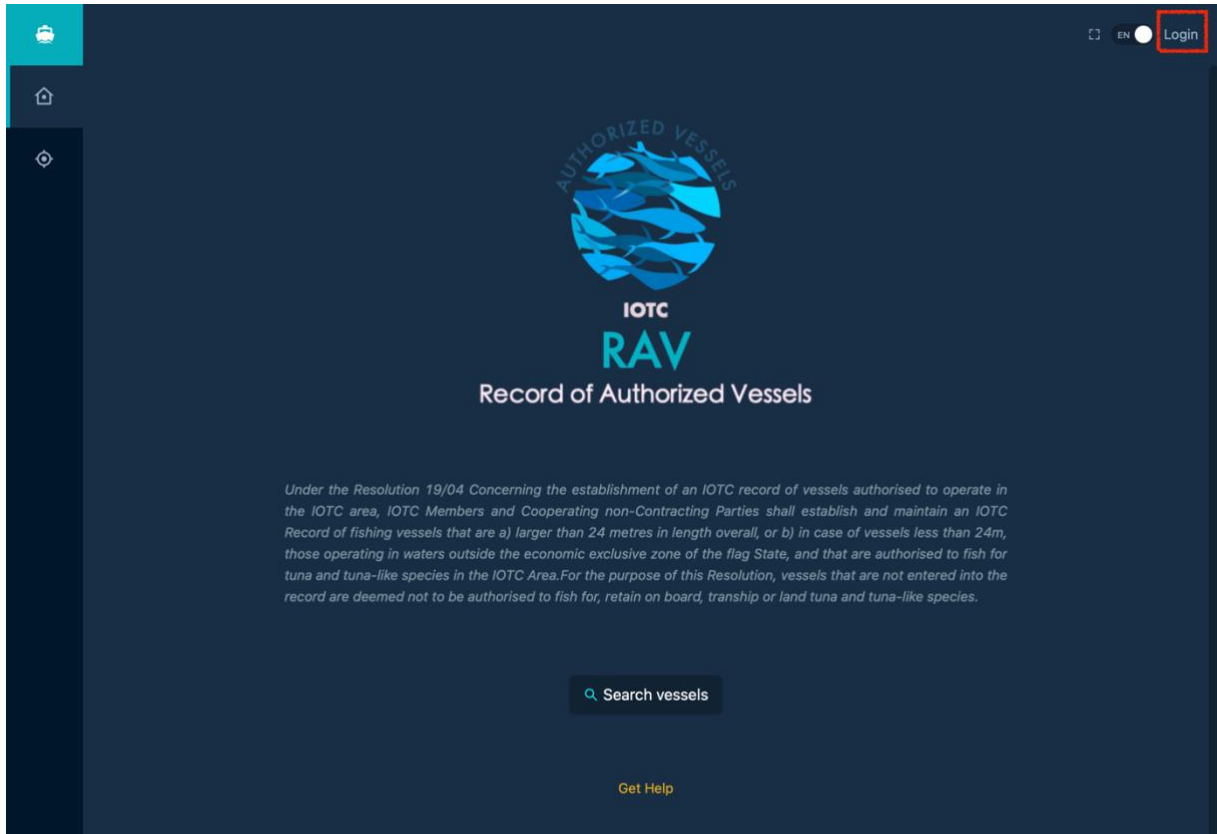 EN
Login
AUTHORIZED VESSELS
IOTC
RAV
Record of Authorized Vessels
Under the Resolution 19/04 Concerning the establishment of an IOTC record of vessels authorised to operate in
the IOTC area, IOTC Members and Cooperating non-Contracting Parties shall establish and maintain an IOTC
Record of fishing vessels that are a) larger than 24 metres in length overall, or b) in case of vessels less than 24m,
those operating in waters outside the economic exclusive zone of the flag State, and that are authorised to fish for
tuna and tuna-like species in the IOTC Area.For the purpose of this Resolution, vessels that are not entered into the
record are deemed not to be authorised to fish for, retain on board, tranship or land tuna and tuna-like species.
Search vessels
Get Help